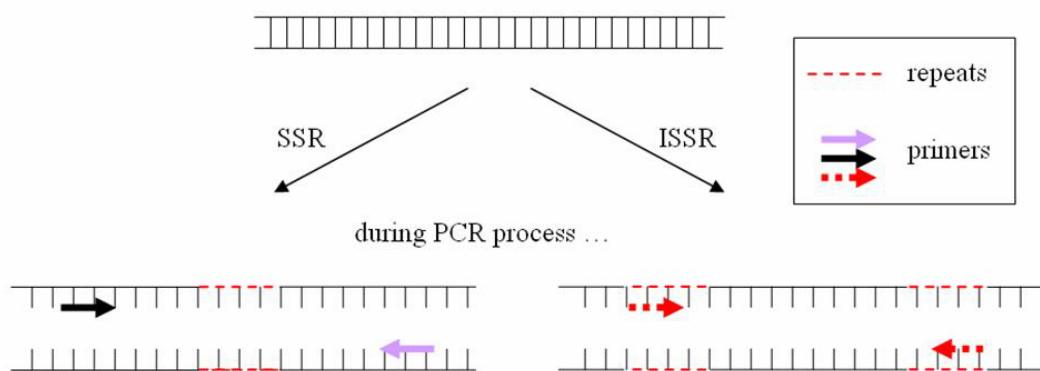 repeats
SSR
ISSR
primers
during PCR process ...